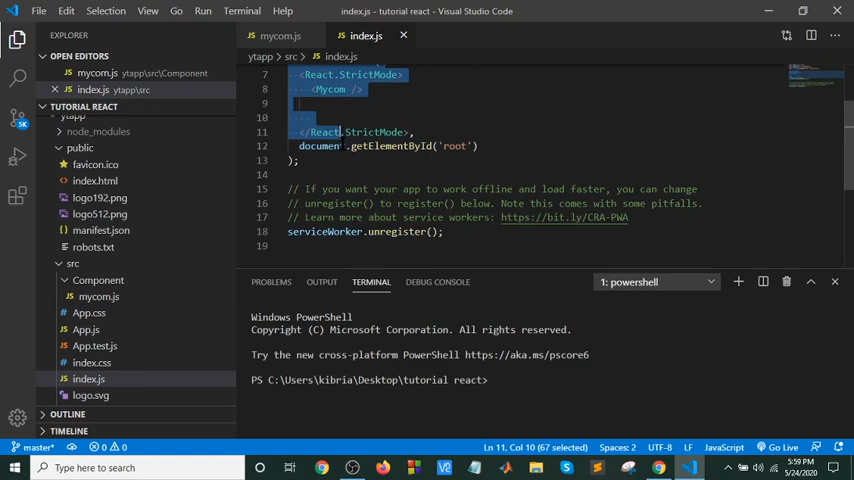 File Edit Selection View Go Run Terminal Help index.js - tutorial react - Visual Studio Code
EXPLORER
OPEN EDITORS
JS mycom.js ytapp\src\Component
JS index.js ytapp\src
TUTORIAL REACT
ytapp
node_modules
public
favicon.ico
index.html
logo192.png
logo512.png
manifest.json
robots.txt
src
Component
JS mycom.js
App.css
JS App.js
JS App.test.js
index.css
JS index.js
logo.svg
OUTLINE
TIMELINE
5
JS mycom.js JS index.js
ytapp > src > JS index.js
7 <React.StrictMode>
8 <Mycom />
9
10
11 </React.StrictMode>,
12 document.getElementById('root')
13 );
14
15 // If you want your app to work offline and load faster, you can change
16 // unregister() to register() below. Note this comes with some pitfalls.
17 // Learn more about service workers: https://bit.ly/CRA-PWA
18 serviceWorker.unregister();
19
PROBLEMS OUTPUT TERMINAL DEBUG CONSOLE 1: powershell
Windows PowerShell
Copyright (C) Microsoft Corporation. All rights reserved.
Try the new cross-platform PowerShell https://aka.ms/pscore6
PS C:\Users\kibria\Desktop\tutorial react>
master* 0 0 Ln 11, Col 10 (67 selected) Spaces: 2 UTF-8 LF JavaScript Go Live
Type here to search
5:59 PM
5/24/2020